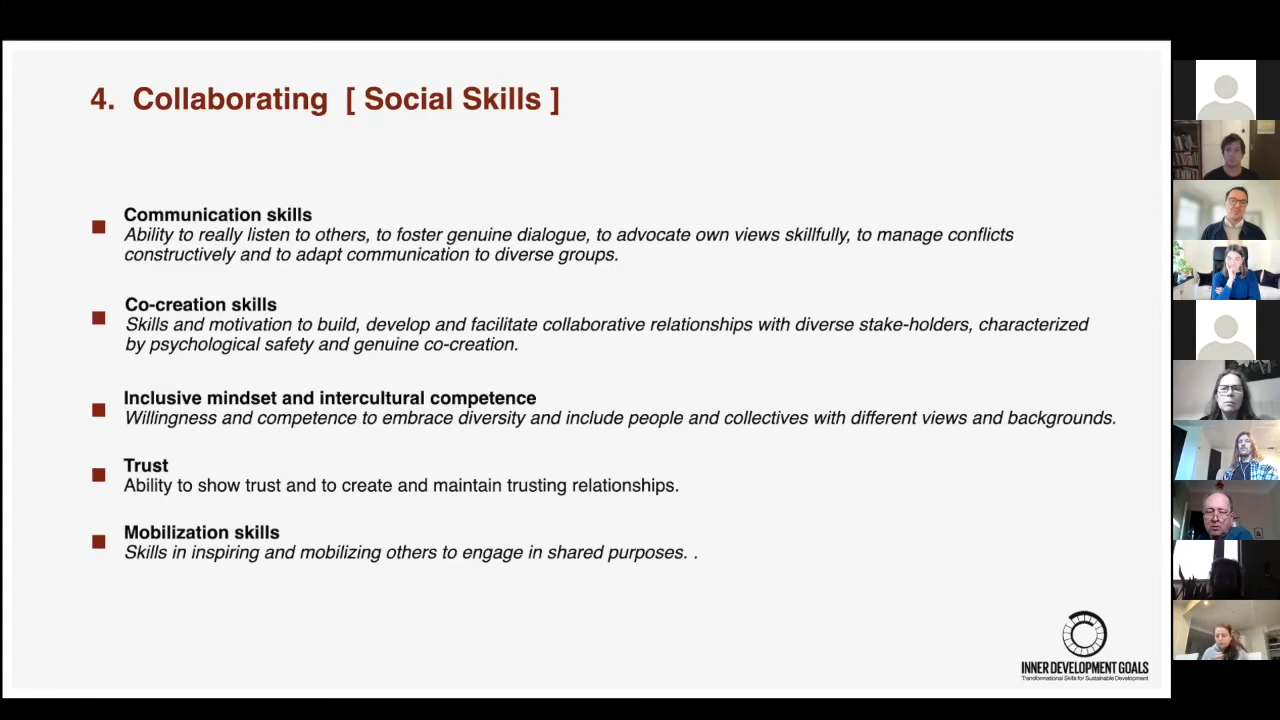 4. Collaborating [ Social Skills ]
Communication skills
Ability to really listen to others, to foster genuine dialogue, to advocate own views skillfully, to manage conflicts
constructively and to adapt communication to diverse groups.
Co-creation skills
Skills and motivation to build, develop and facilitate collaborative relationships with diverse stake-holders, characterized
by psychological safety and genuine co-creation.
Inclusive mindset and intercultural competence
Willingness and competence to embrace diversity and include people and collectives with different views and backgrounds.
Trust
Ability to show trust and to create and maintain trusting relationships.
Mobilization skills
Skills in inspiring and mobilizing others to engage in shared purposes. .
INNER DEVELOPMENT GOALS
Transformational Skills for Sustainable Development